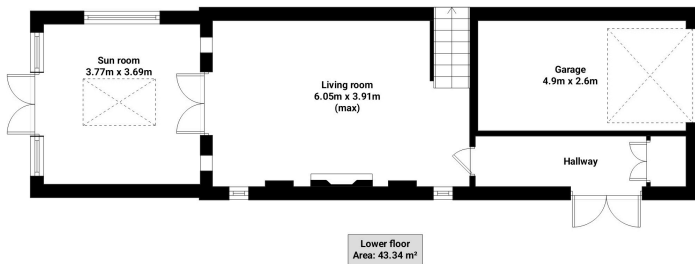 Sun room
3.77m x 3.69m
Living room
6.05m x 3.91m
(max)
Garage
4.9m x 2.6m
Hallway
Lower floor
Area: 43.34 m²